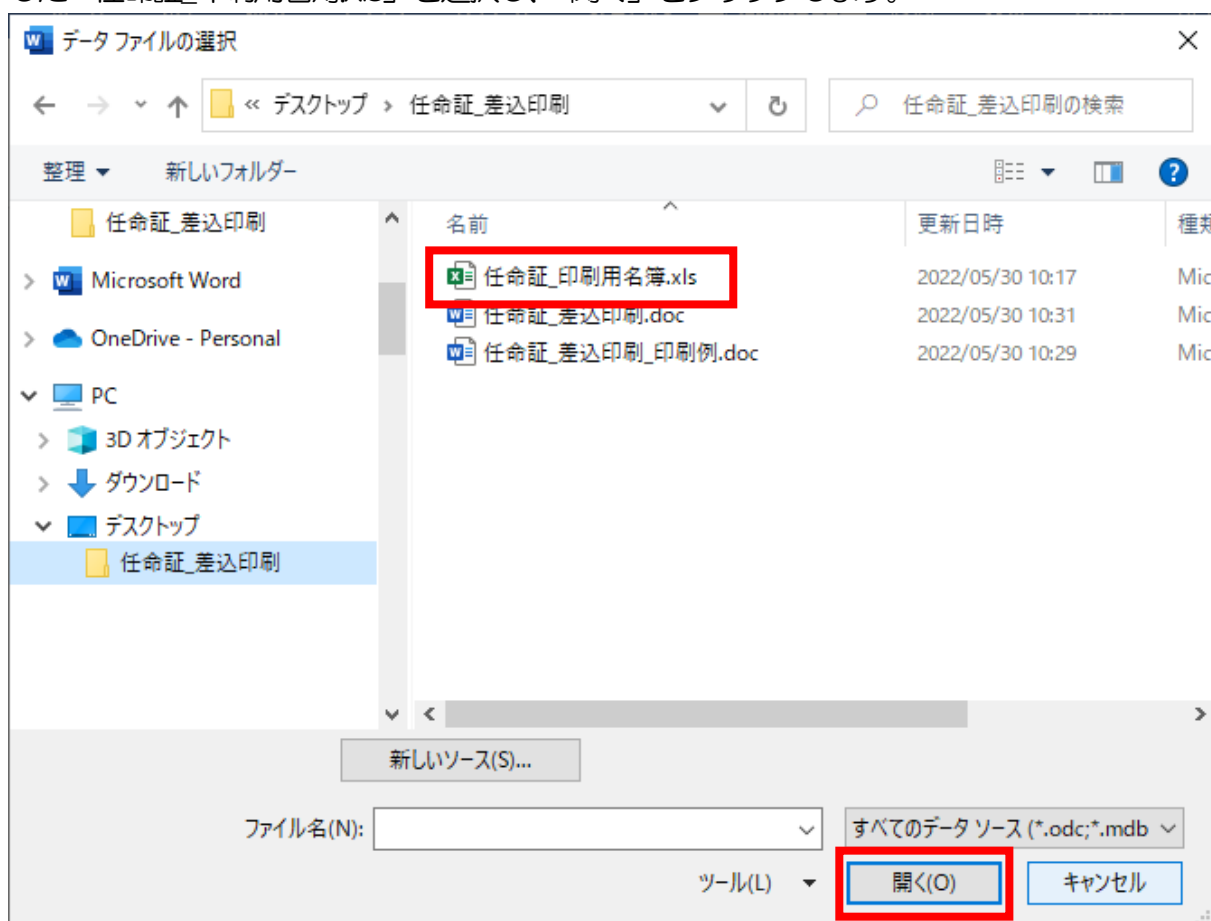 データ ファイルの選択
« デスクトップ › 任命証_差込印刷
任命証_差込印刷の検索
整理
新しいフォルダー
任命証_差込印刷
Microsoft Word
OneDrive - Personal
PC
3D オブジェクト
ダウンロード
デスクトップ
任命証_差込印刷
名前 更新日時
任命証_印刷用名簿.xls 2022/05/30 10:17 Mic
任命証_差込印刷.doc 2022/05/30 10:31 Mic
任命証_差込印刷_印刷例.doc 2022/05/30 10:29 Mic
新しいソース(S)...
ファイル名(N):
すべてのデータ ソース (*.odc;*.mdb
ツール(L)
開く(O)
キャンセル